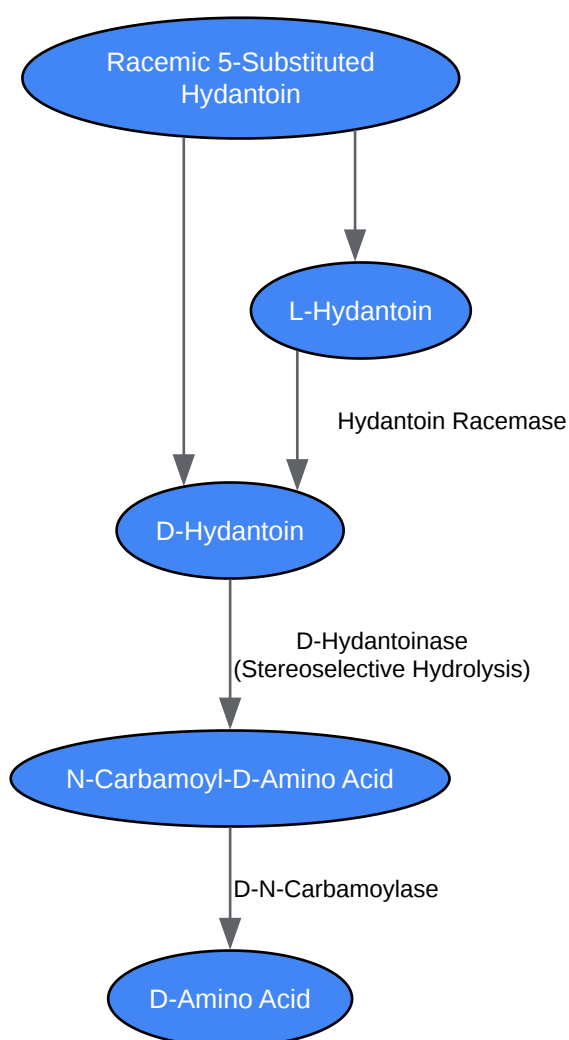 Racemic 5-Substituted
Hydantoin
L-Hydantoin
Hydantoin Racemase
D-Hydantoin
D-Hydantoinase
(Stereoselective Hydrolysis)
N-Carbamoyl-D-Amino Acid
D-N-Carbamoylase
D-Amino Acid